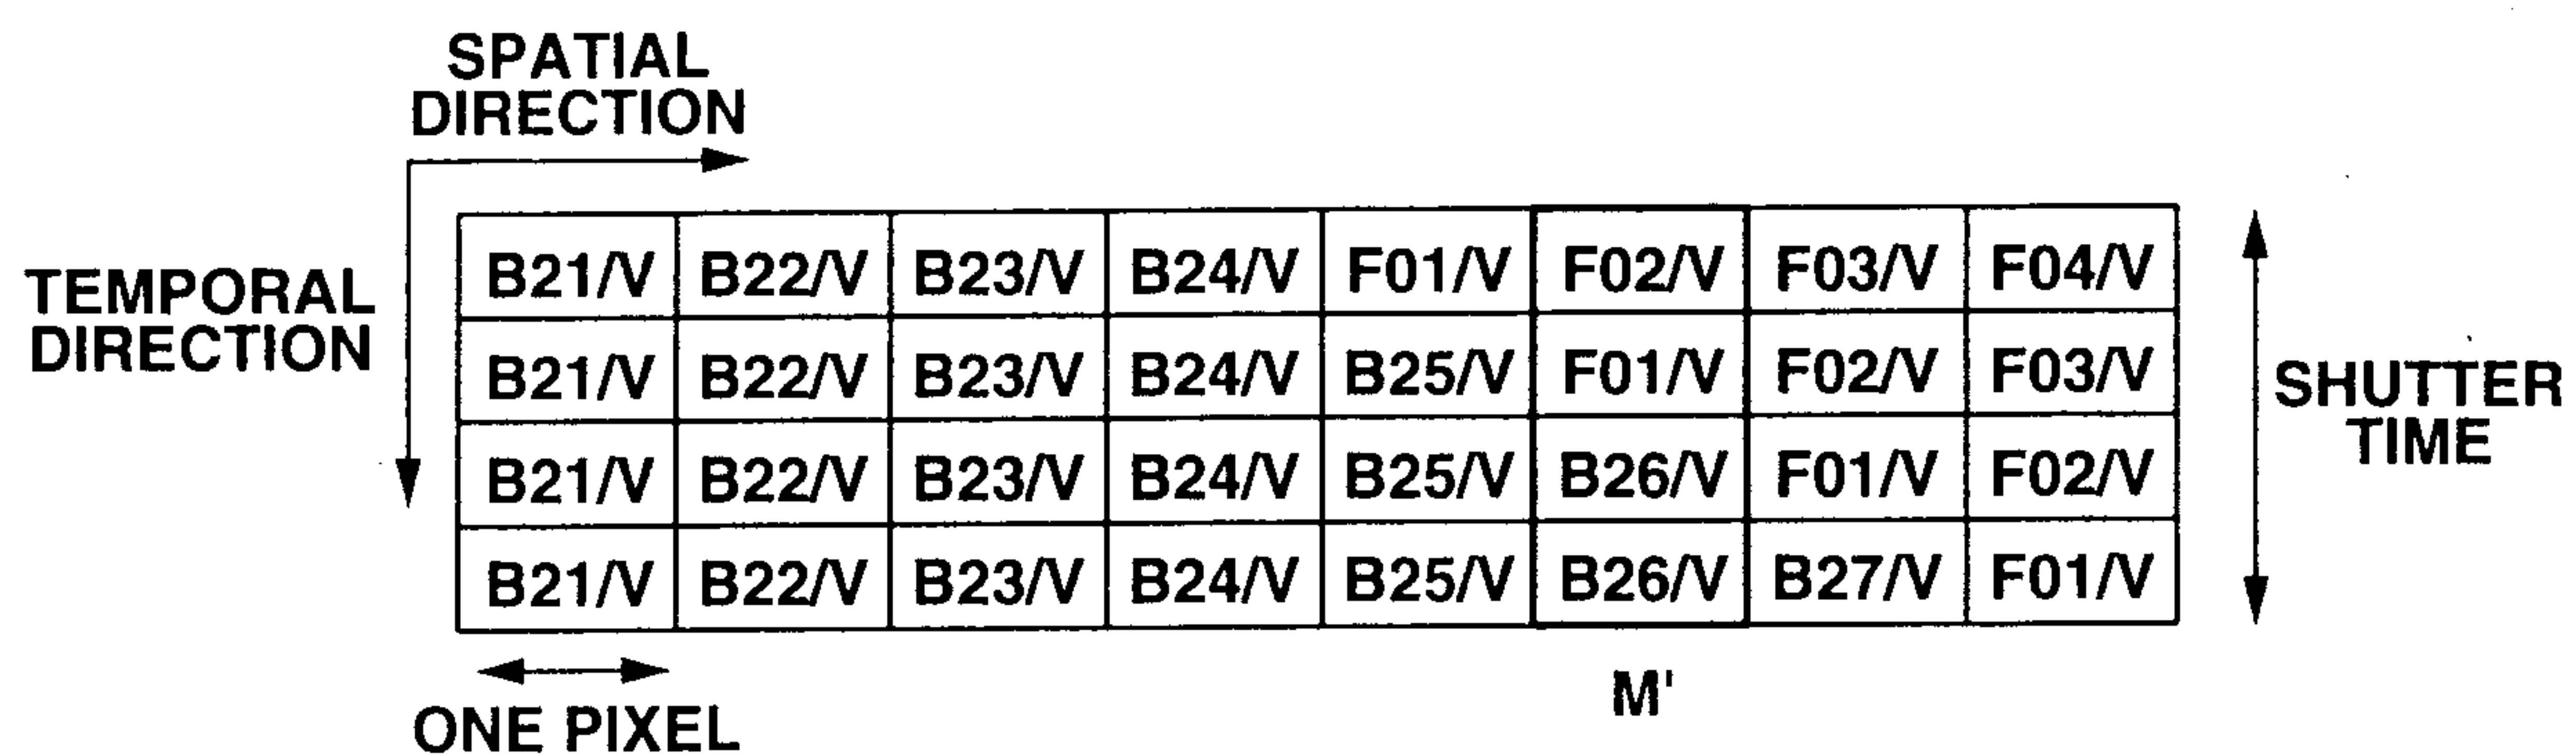 SPATIAL
DIRECTION
TEMPORAL
DIRECTION
B21/V B22/V B23/V B24/V F01/V F02/V F03/V F04/V
B21/V B22/V B23/V B24/V B25/V F01/V F02/V F03/V
B21/V B22/V B23/V B24/V B25/V B26/V F01/V F02/V
B21/V B22/V B23/V B24/V B25/V B26/V B27/V F01/V
SHUTTER
TIME
ONE PIXEL
M'